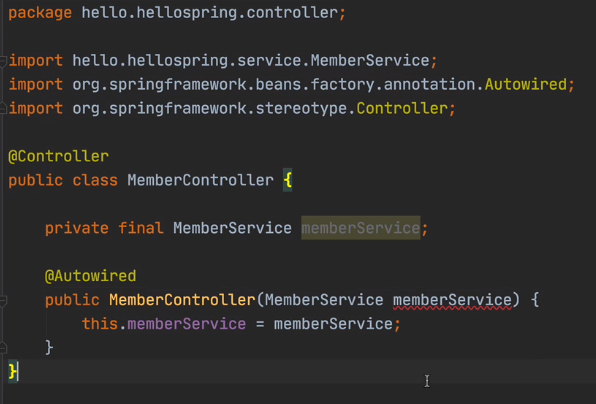 package hello.hellospring.controller;
import hello.hellospring.service.MemberService;
import org.springframework.beans.factory.annotation.Autowired;
import org.springframework.stereotype.Controller;
@Controller
public class MemberController {
private final MemberService memberService;
@Autowired
public MemberController(MemberService memberService) {
this.memberService = memberService;
}
}